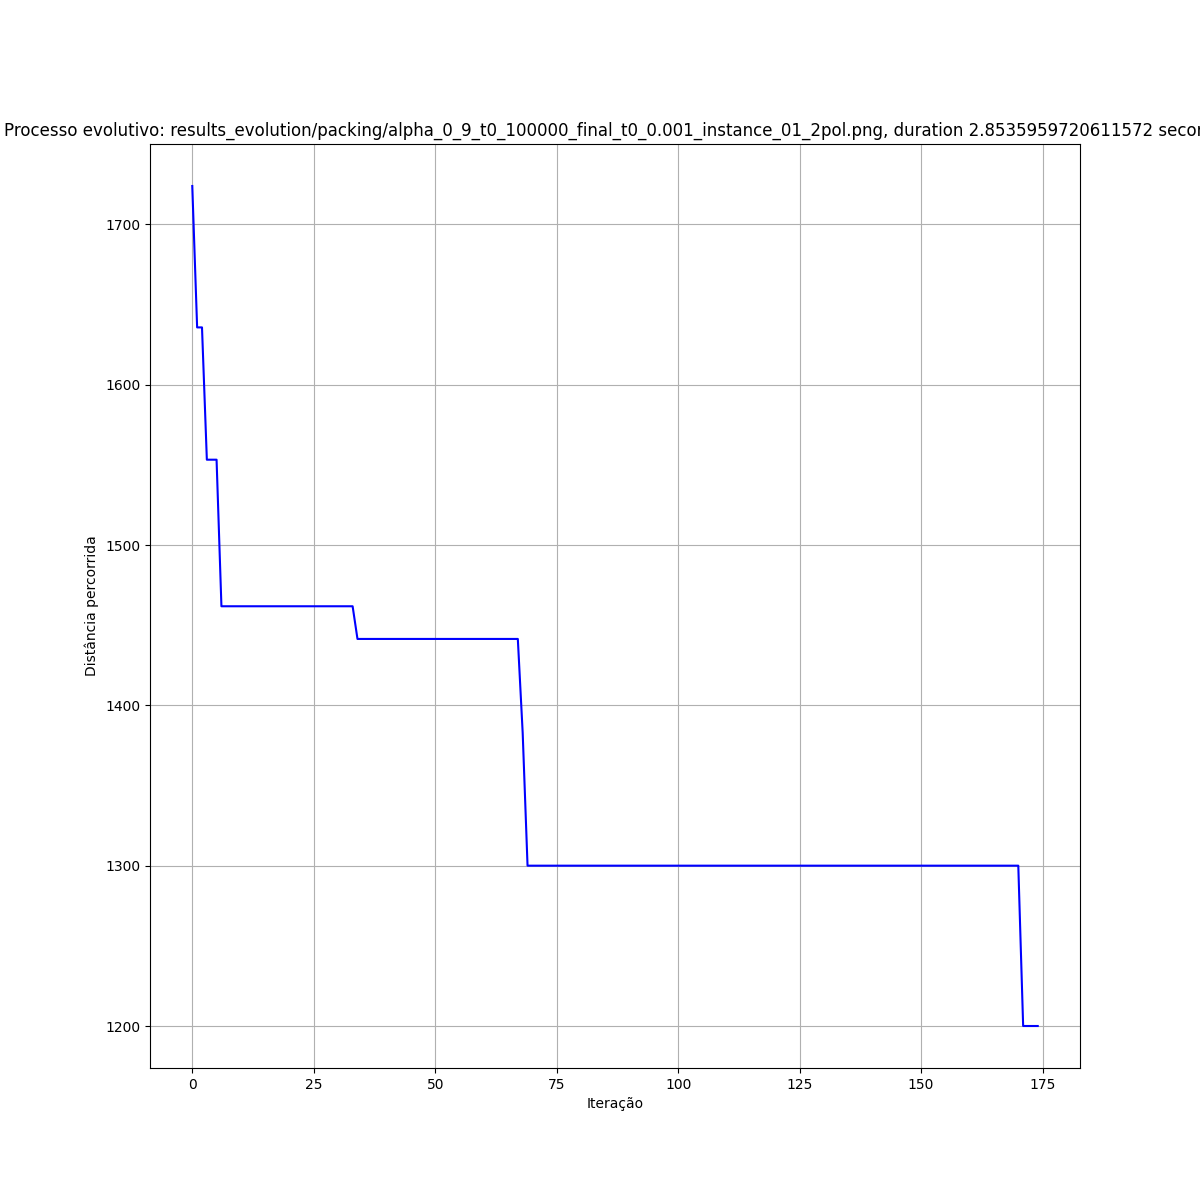 Processo evolutivo: results_evolution/packing/alpha_0_9_t0_100000_final_t0_0.001_instance_01_2pol.png, duration 2.8535959720611572
1700
1600
1500
1400
1300
1200
Distância percorrida
0 25 50 75 100 125 150 175
Iteração